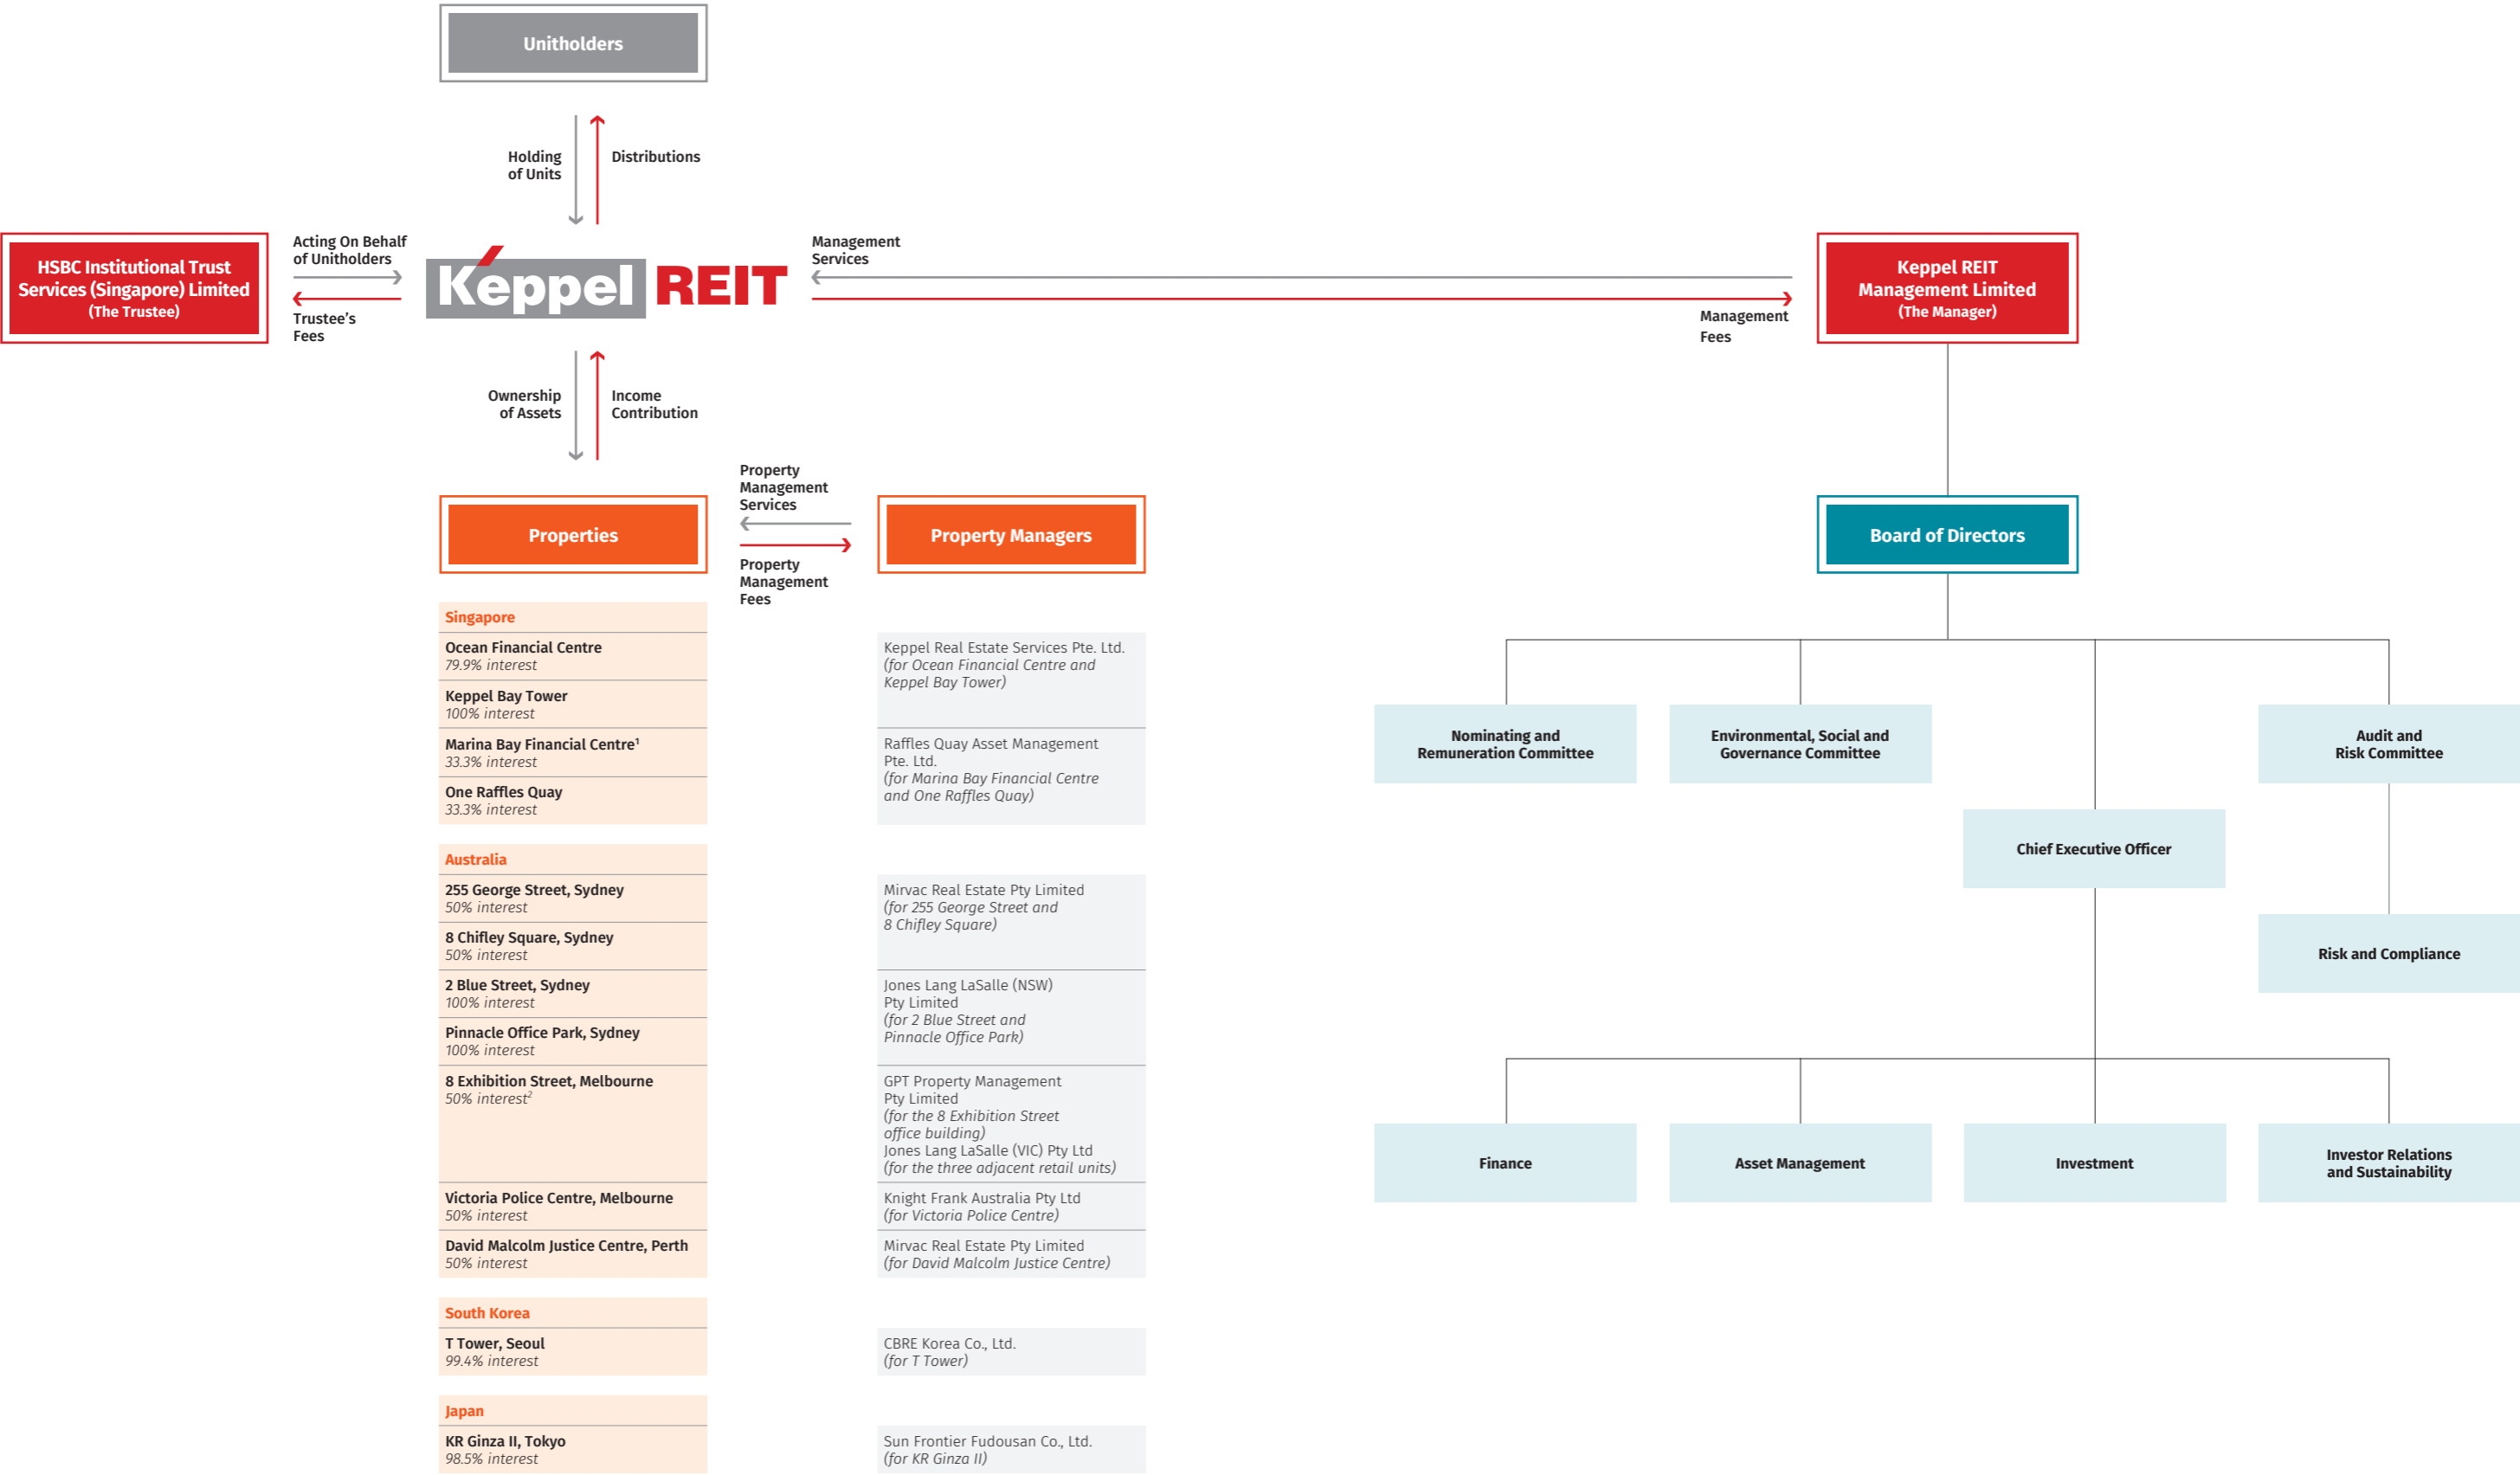 Unitholders
Holding
of Units
Distributions
HSBC Institutional Trust
Services (Singapore) Limited
(The Trustee)
Acting On Behalf
of Unitholders
Trustee’s
Fees
Keppel REIT
Management
Services
Management
Fees
Keppel REIT
Management Limited
(The Manager)
Ownership
of Assets
Income
Contribution
Properties
Property
Management
Services
Property
Management
Fees
Property Managers
Board of Directors
Singapore
Ocean Financial Centre
79.9% interest
Keppel Bay Tower
100% interest
Marina Bay Financial Centre¹
33.3% interest
One Raffles Quay
33.3% interest
Keppel Real Estate Services Pte. Ltd.
(for Ocean Financial Centre and
Keppel Bay Tower)
Raffles Quay Asset Management
Pte. Ltd.
(for Marina Bay Financial Centre
and One Raffles Quay)
Australia
255 George Street, Sydney
50% interest
8 Chifley Square, Sydney
50% interest
2 Blue Street, Sydney
100% interest
Pinnacle Office Park, Sydney
100% interest
8 Exhibition Street, Melbourne
50% interest²
Victoria Police Centre, Melbourne
50% interest
David Malcolm Justice Centre, Perth
50% interest
Mirvac Real Estate Pty Limited
(for 255 George Street and
8 Chifley Square)
Jones Lang LaSalle (NSW)
Pty Limited
(for 2 Blue Street and
Pinnacle Office Park)
GPT Property Management
Pty Limited
(for the 8 Exhibition Street
office building)
Jones Lang LaSalle (VIC) Pty Ltd
(for the three adjacent retail units)
Knight Frank Australia Pty Ltd
(for Victoria Police Centre)
Mirvac Real Estate Pty Limited
(for David Malcolm Justice Centre)
South Korea
T Tower, Seoul
99.4% interest
CBRE Korea Co., Ltd.
(for T Tower)
Japan
KR Ginza II, Tokyo
98.5% interest
Sun Frontier Fudousan Co., Ltd.
(for KR Ginza II)
Nominating and
Remuneration Committee
Environmental, Social and
Governance Committee
Audit and
Risk Committee
Chief Executive Officer
Risk and Compliance
Finance
Asset Management
Investment
Investor Relations
and Sustainability